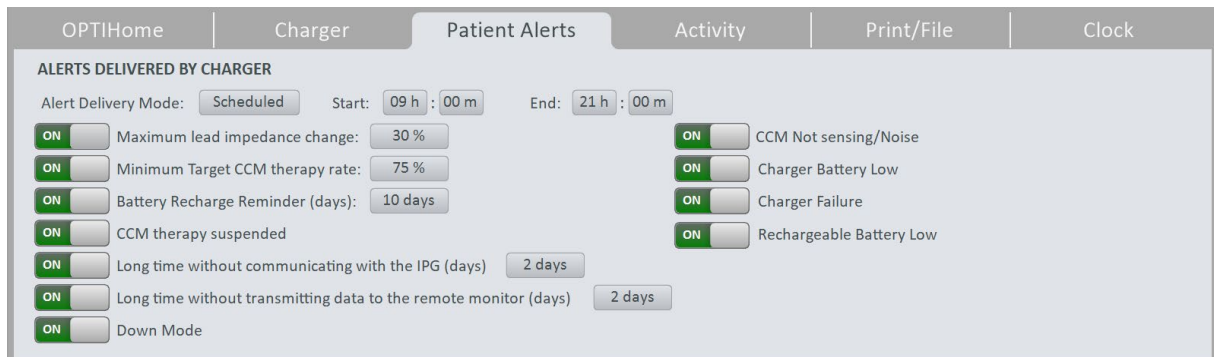 OPTIHome Charger Patient Alerts Activity Print/File Clock
ALERTS DELIVERED BY CHARGER
Alert Delivery Mode: Scheduled Start: 09 h : 00 m End: 21 h : 00 m
ON Maximum lead impedance change: 30 % ON CCM Not sensing/Noise
ON Minimum Target CCM therapy rate: 75 % ON Charger Battery Low
ON Battery Recharge Reminder (days): 10 days ON Charger Failure
ON CCM therapy suspended ON Rechargeable Battery Low
ON Long time without communicating with the IPG (days) 2 days
ON Long time without transmitting data to the remote monitor (days) 2 days
ON Down Mode